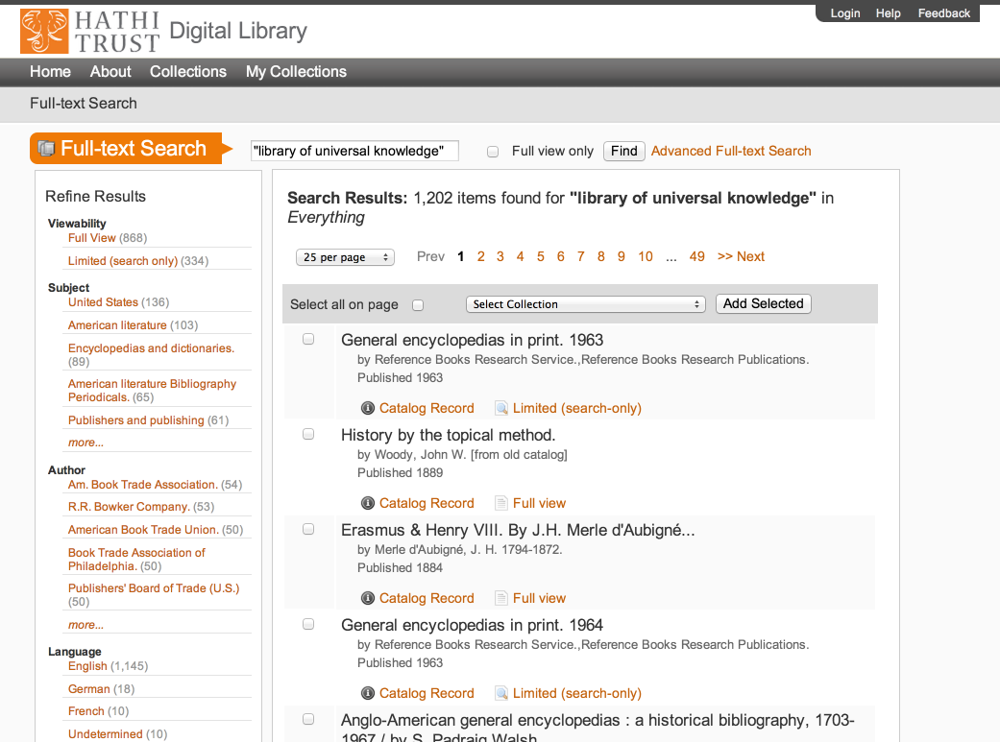 Login Help Feedback
HATHI TRUST Digital Library
Home About Collections My Collections
Full-text Search
Full-text Search "library of universal knowledge" Full view only Find Advanced Full-text Search
Refine Results
Viewability
Full View (868)
Limited (search only) (334)
Subject
United States (136)
American literature (103)
Encyclopedias and dictionaries.
(89)
American literature Bibliography
Periodicals. (65)
Publishers and publishing (61)
more...
Author
Am. Book Trade Association. (54)
R.R. Bowker Company. (53)
American Book Trade Union. (50)
Book Trade Association of
Philadelphia. (50)
Publishers' Board of Trade (U.S.)
(50)
more...
Language
English (1,145)
German (18)
French (10)
Undetermined (10)
Search Results: 1,202 items found for "library of universal knowledge" in
Everything
25 per page Prev 1 2 3 4 5 6 7 8 9 10 ... 49 >> Next
Select all on page Select Collection Add Selected
General encyclopedias in print. 1963
by Reference Books Research Service.,Reference Books Research Publications.
Published 1963
Catalog Record Limited (search-only)
History by the topical method.
by Woody, John W. [from old catalog]
Published 1889
Catalog Record Full view
Erasmus & Henry VIII. By J.H. Merle d'Aubigné...
by Merle d'Aubigné, J. H. 1794-1872.
Published 1884
Catalog Record Full view
General encyclopedias in print. 1964
by Reference Books Research Service.,Reference Books Research Publications.
Published 1963
Catalog Record Limited (search-only)
Anglo-American general encyclopedias : a historical bibliography, 1703-
1967 / by S. Padraig Walsh